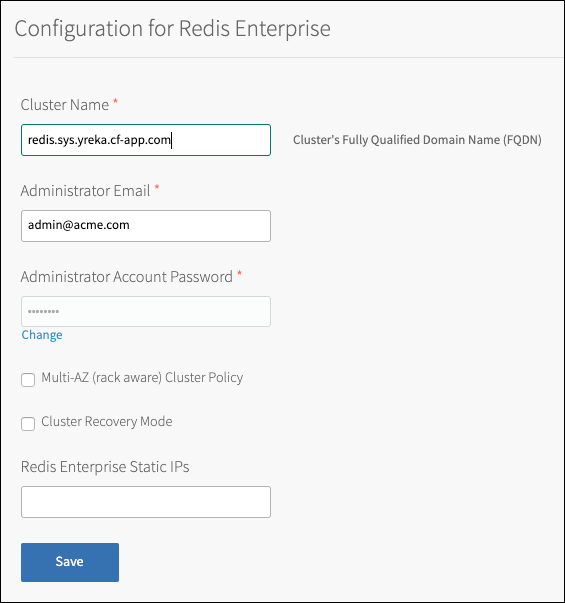 Configuration for Redis Enterprise
Cluster Name *
redis.sys.yreka.cf-app.com
Cluster's Fully Qualified Domain Name (FQDN)
Administrator Email *
admin@acme.com
Administrator Account Password *
••••••••
Change
Multi-AZ (rack aware) Cluster Policy
Cluster Recovery Mode
Redis Enterprise Static IPs
Save